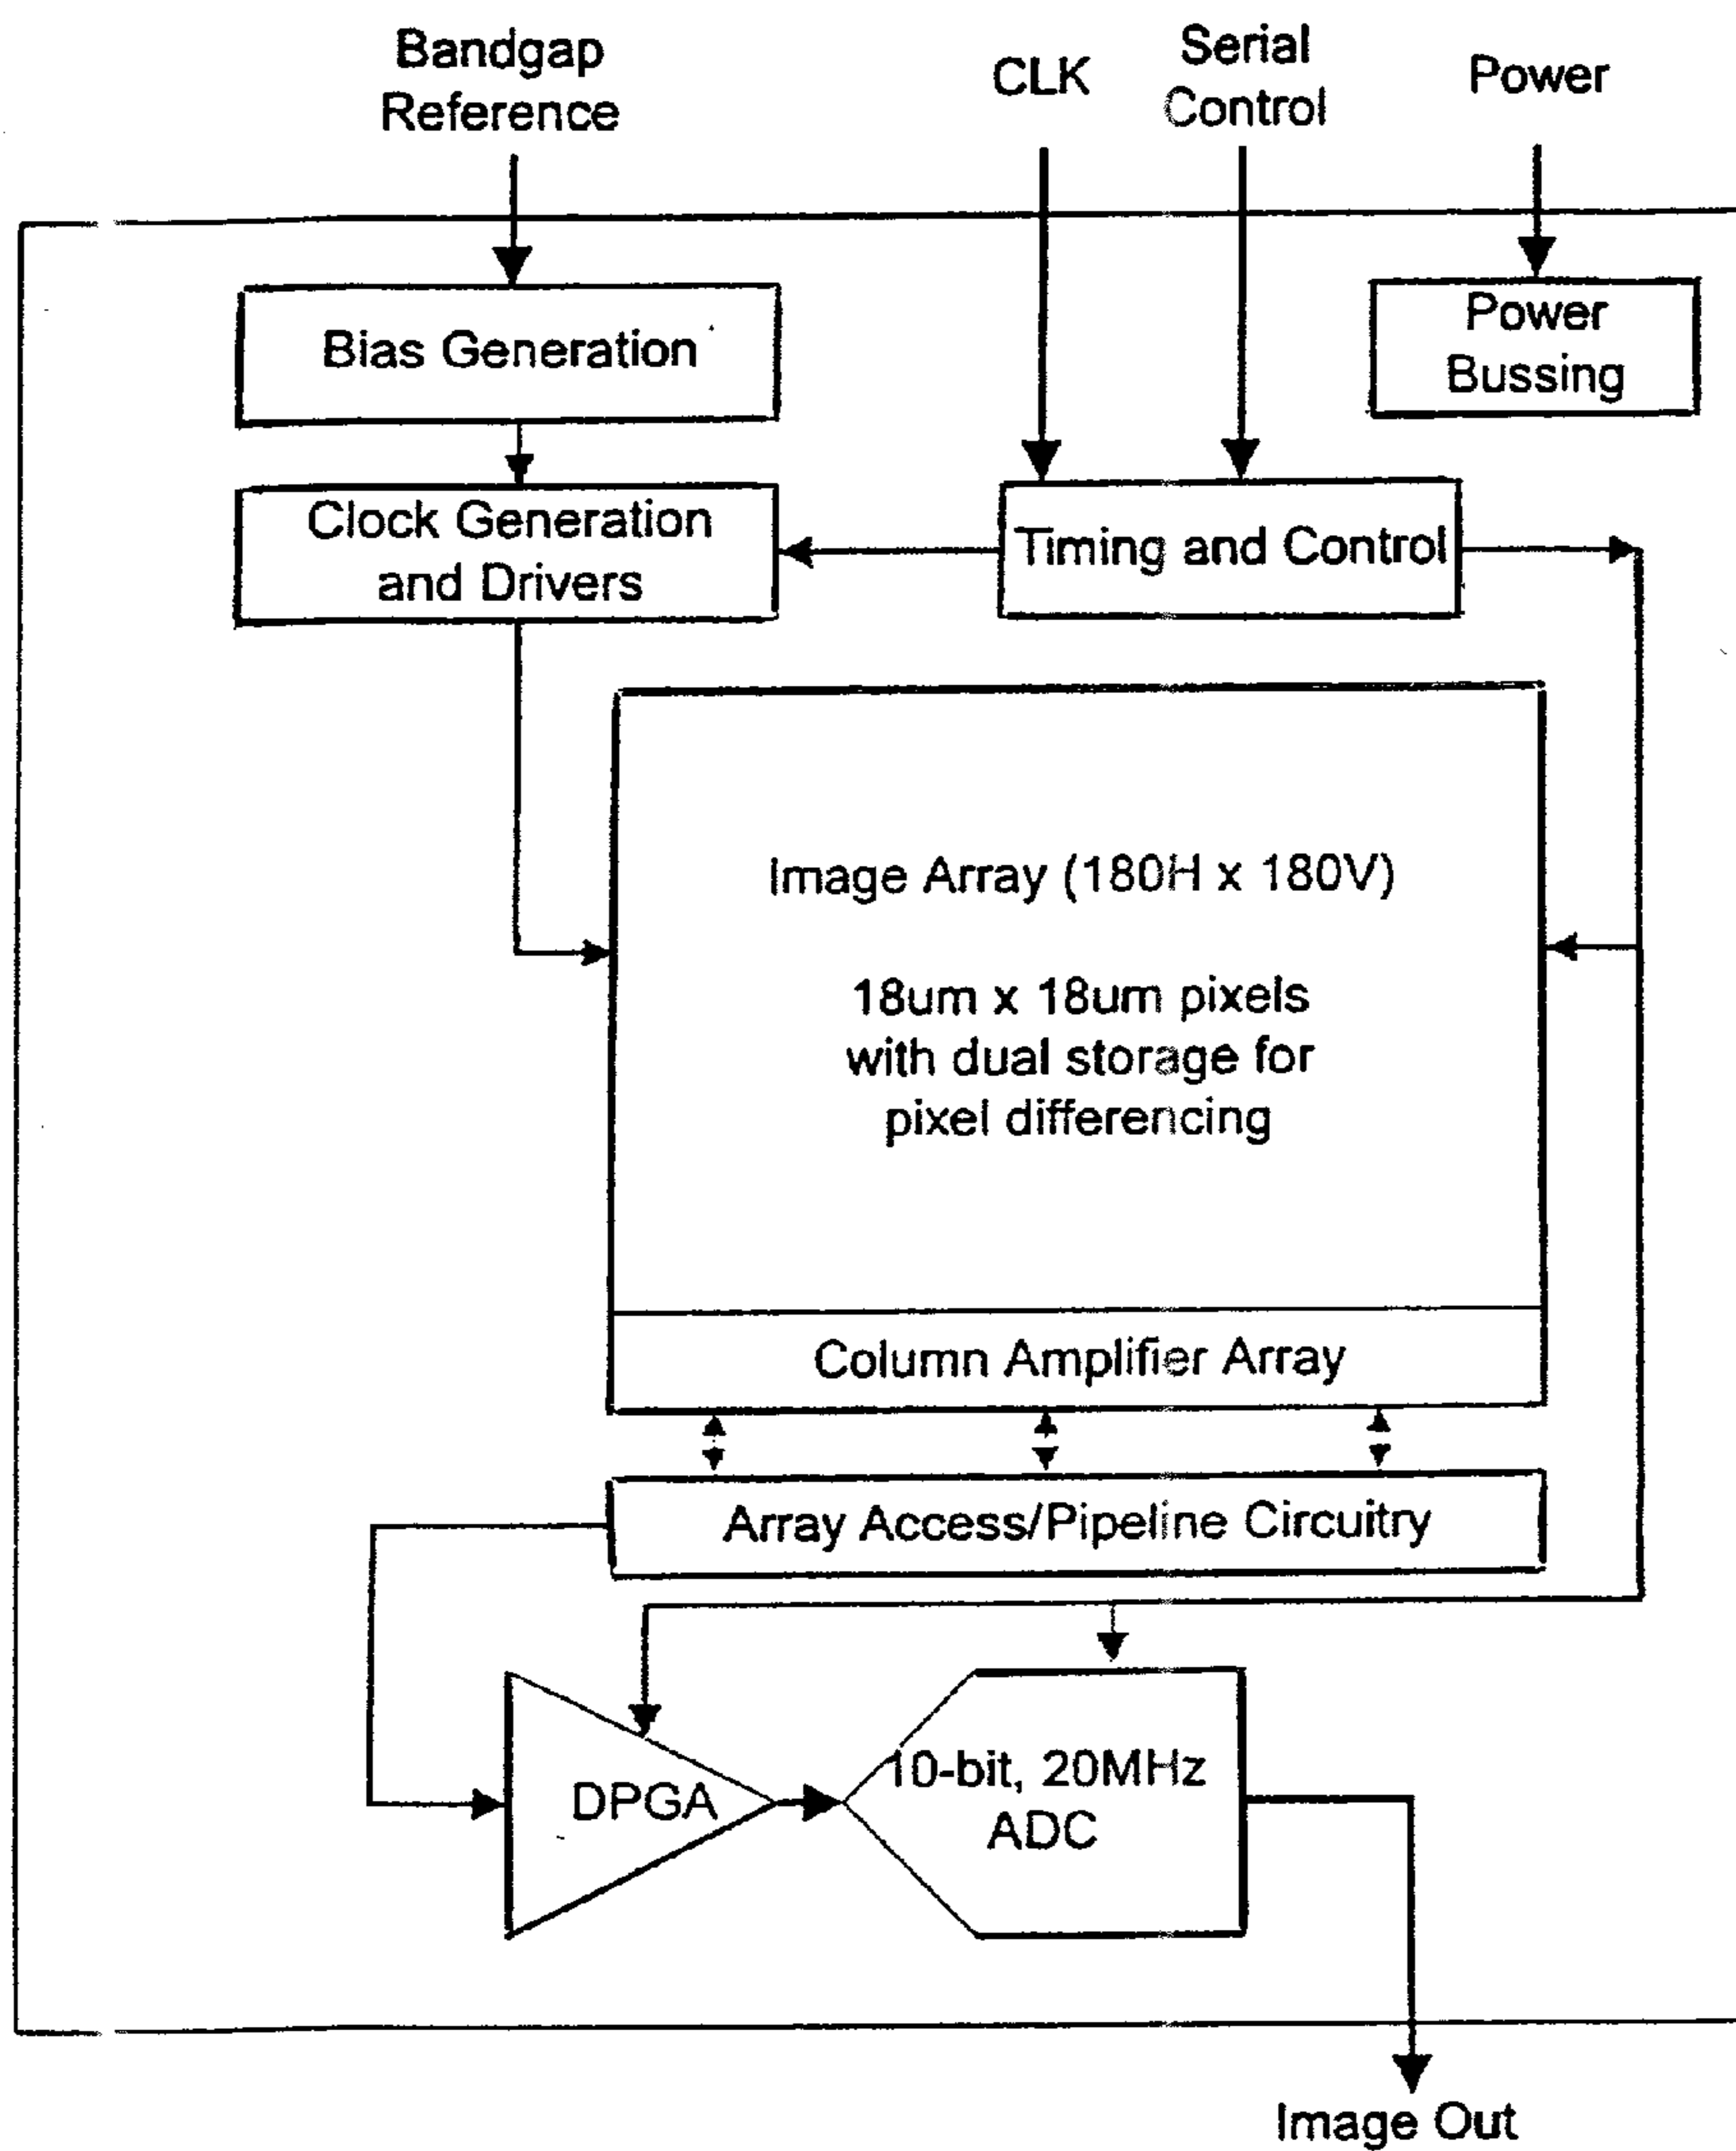 Bandgap
Reference
CLK
Serial
Control
Power
Bias Generation
Power
Bussing
Clock Generation
and Drivers
Timing and Control
Image Array (180H x 180V)
18um x 18um pixels
with dual storage for
pixel differencing
Column Amplifier Array
Array Access/Pipeline Circuitry
DPGA
10-bit, 20MHz
ADC
Image Out